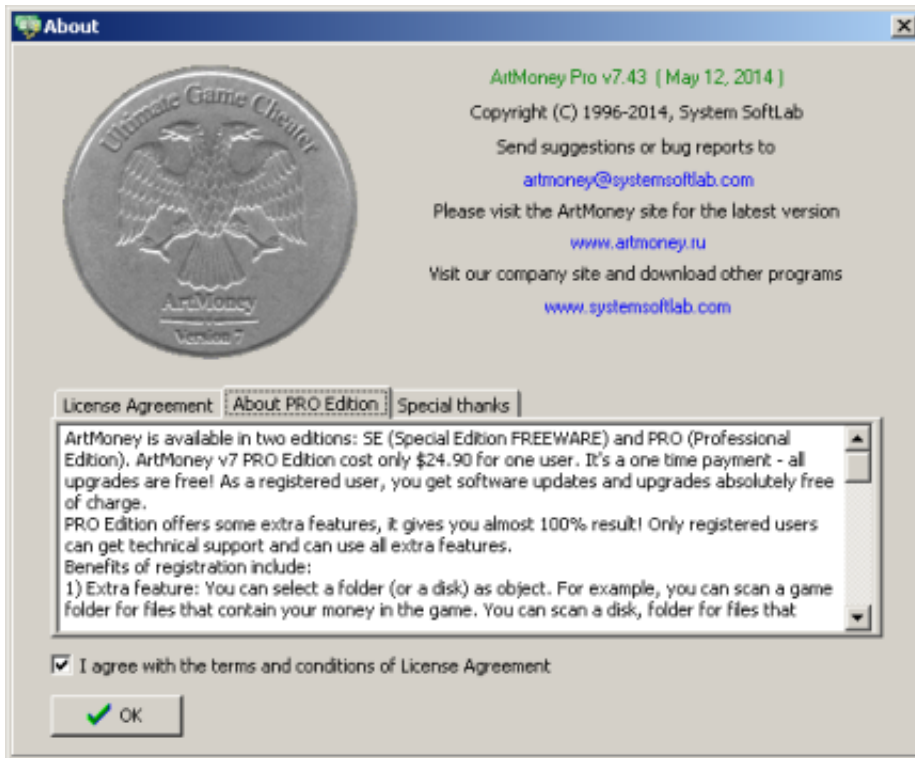 About
Ultimate Game Cheater
ArtMoney
Version 7
ArtMoney Pro v7.43 ( May 12, 2014 )
Copyright (C) 1996-2014, System SoftLab
Send suggestions or bug reports to
artmoney@systemsoftlab.com
Please visit the ArtMoney site for the latest version
www.artmoney.ru
Visit our company site and download other programs
www.systemsoftlab.com
License Agreement About PRO Edition Special thanks
ArtMoney is available in two editions: SE (Special Edition FREEWARE) and PRO (Professional
Edition). ArtMoney v7 PRO Edition cost only $24.90 for one user. It's a one time payment - all
upgrades are free! As a registered user, you get software updates and upgrades absolutely free
of charge.
PRO Edition offers some extra features, it gives you almost 100% result! Only registered users
can get technical support and can use all extra features.
Benefits of registration include:
1) Extra feature: You can select a folder (or a disk) as object. For example, you can scan a game
folder for files that contain your money in the game. You can scan a disk, folder for files that
I agree with the terms and conditions of License Agreement
OK